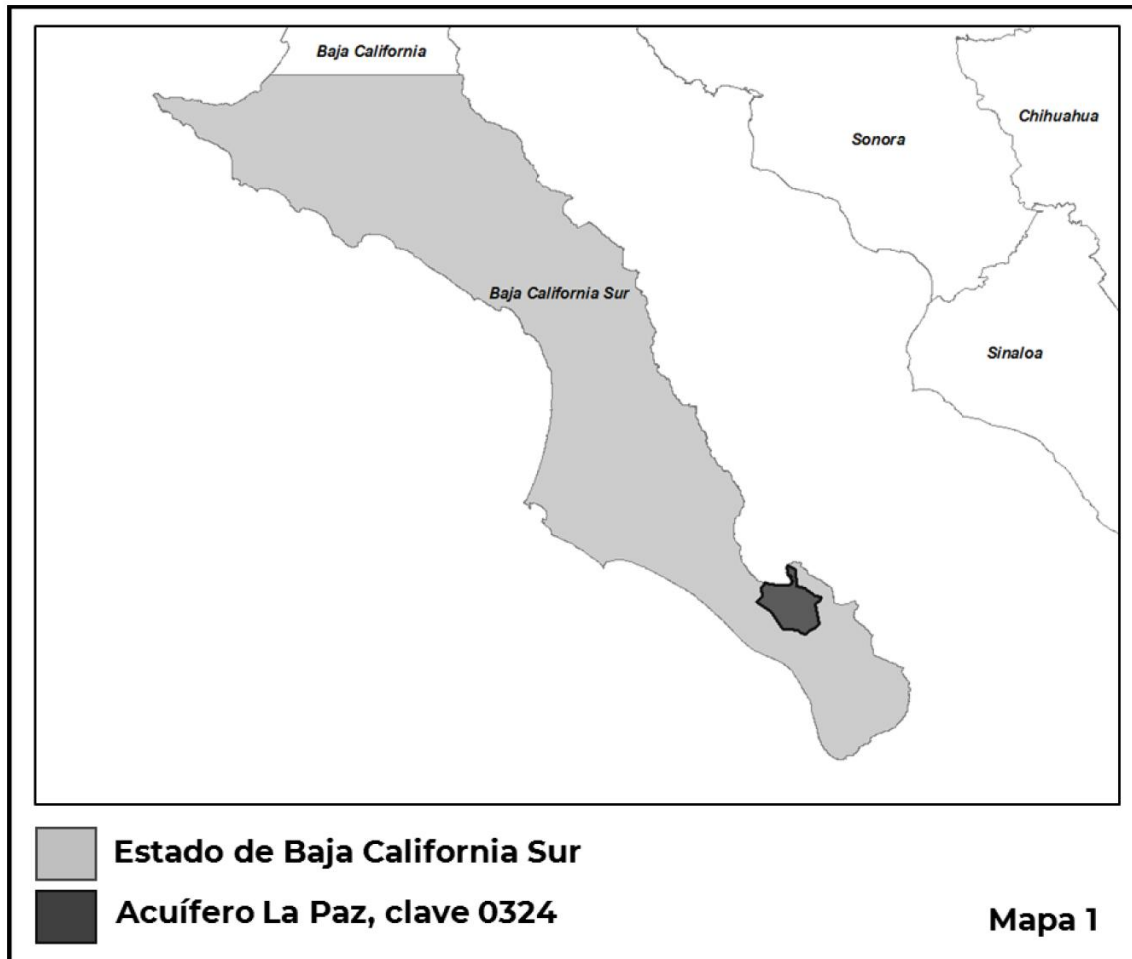 Baja California
Chihuahua
Sonora
Baja California Sur
Sinaloa
Estado de Baja California Sur
Acuífero La Paz, clave 0324
Mapa 1